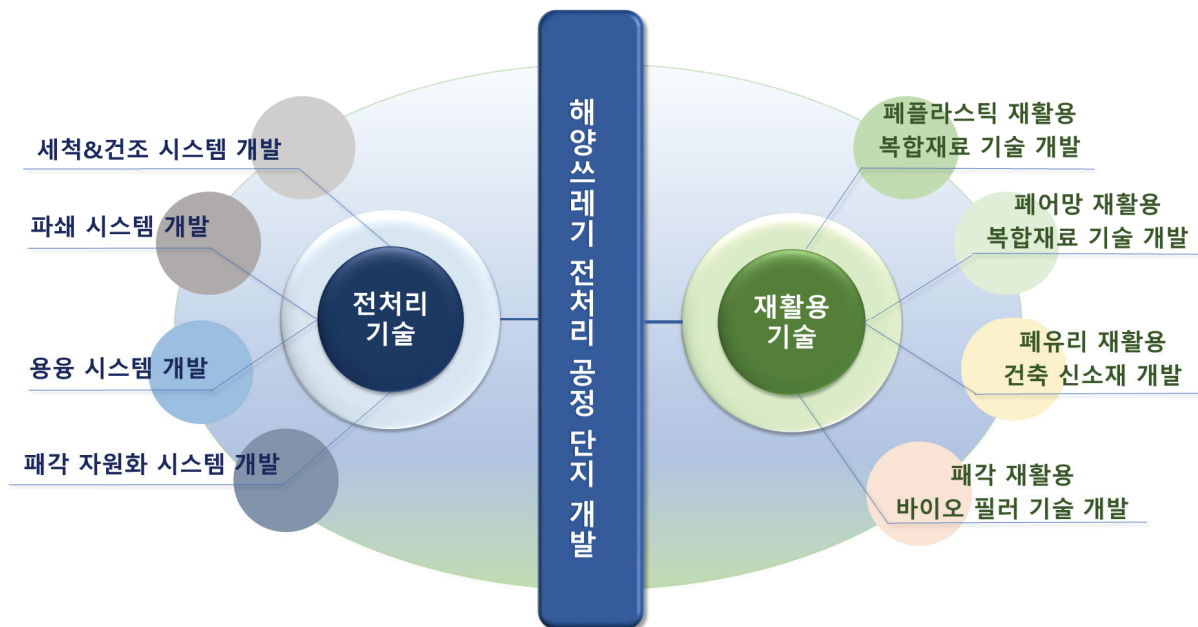 세척&건조 시스템 개발
파쇄 시스템 개발
용융 시스템 개발
패각 자원화 시스템 개발
전처리
기술
해양쓰레기 전처리 공정 단지 개발
재활용
기술
폐플라스틱 재활용
복합재료 기술 개발
폐어망 재활용
복합재료 기술 개발
폐유리 재활용
건축 신소재 개발
패각 재활용
바이오 필러 기술 개발